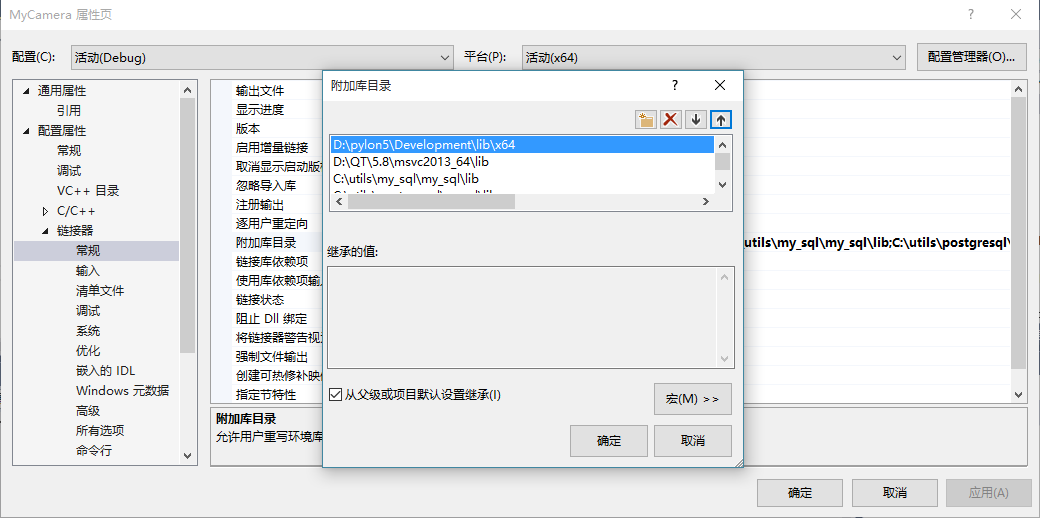 MyCamera 属性页
配置(C):
活动(Debug)
平台(P):
活动(x64)
配置管理器(O)...
通用属性
引用
配置属性
常规
调试
VC++ 目录
C/C++
链接器
常规
输入
清单文件
调试
系统
优化
嵌入的 IDL
Windows 元数据
高级
所有选项
命令行
输出文件
显示进度
版本
启用增量链接
取消显示启动版
忽略导入库
注册输出
逐用户重定向
附加库目录
链接库依赖项
使用库依赖项输
链接状态
阻止 Dll 绑定
将链接器警告视
强制文件输出
创建可热修补映
指定节特性
utils\my_sql\my_sql\lib;C:\utils\postgresql\
附加库目录
允许用户重写环境库
附加库目录
D:\pylon5\Development\lib\x64
D:\QT\5.8\msvc2013_64\lib
C:\utils\my_sql\my_sql\lib
继承的值:
从父级或项目默认设置继承(I)
宏(M) >>
确定
取消
确定
取消
应用(A)